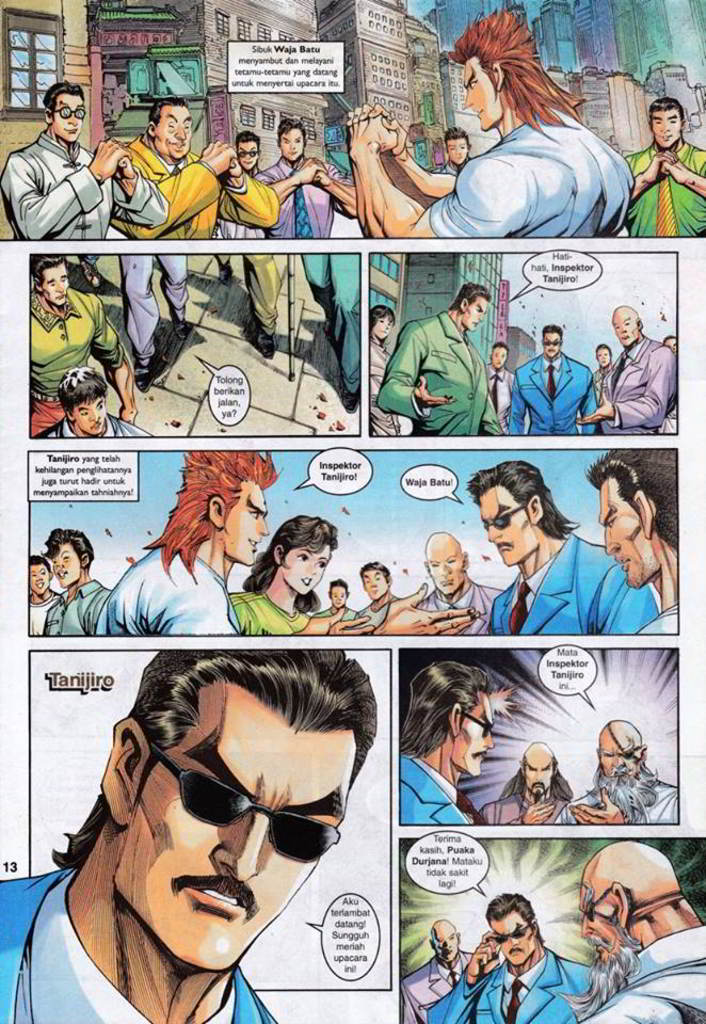 Sibuk Waja Batu
menyambut dan melayani
tetamu-tetamu yang datang
untuk menyertai upacara itu.
Tolong
berikan
jalan,
ya?
Hati-
hati, Inspektor
Tanijiro!
Tanijiro yang telah
kehilangan penglihatannya
juga turut hadir untuk
menyampaikan tahniahnya!
Inspektor
Tanijiro!
Waja Batu!
Tanijiro
Aku
terlambat
datang!
Sungguh
meriah
upacara
ini!
Mata
Inspektor
Tanijiro
ini...
Terima
kasih, Puaka
Durjana! Mataku
tidak sakit
lagi!
13